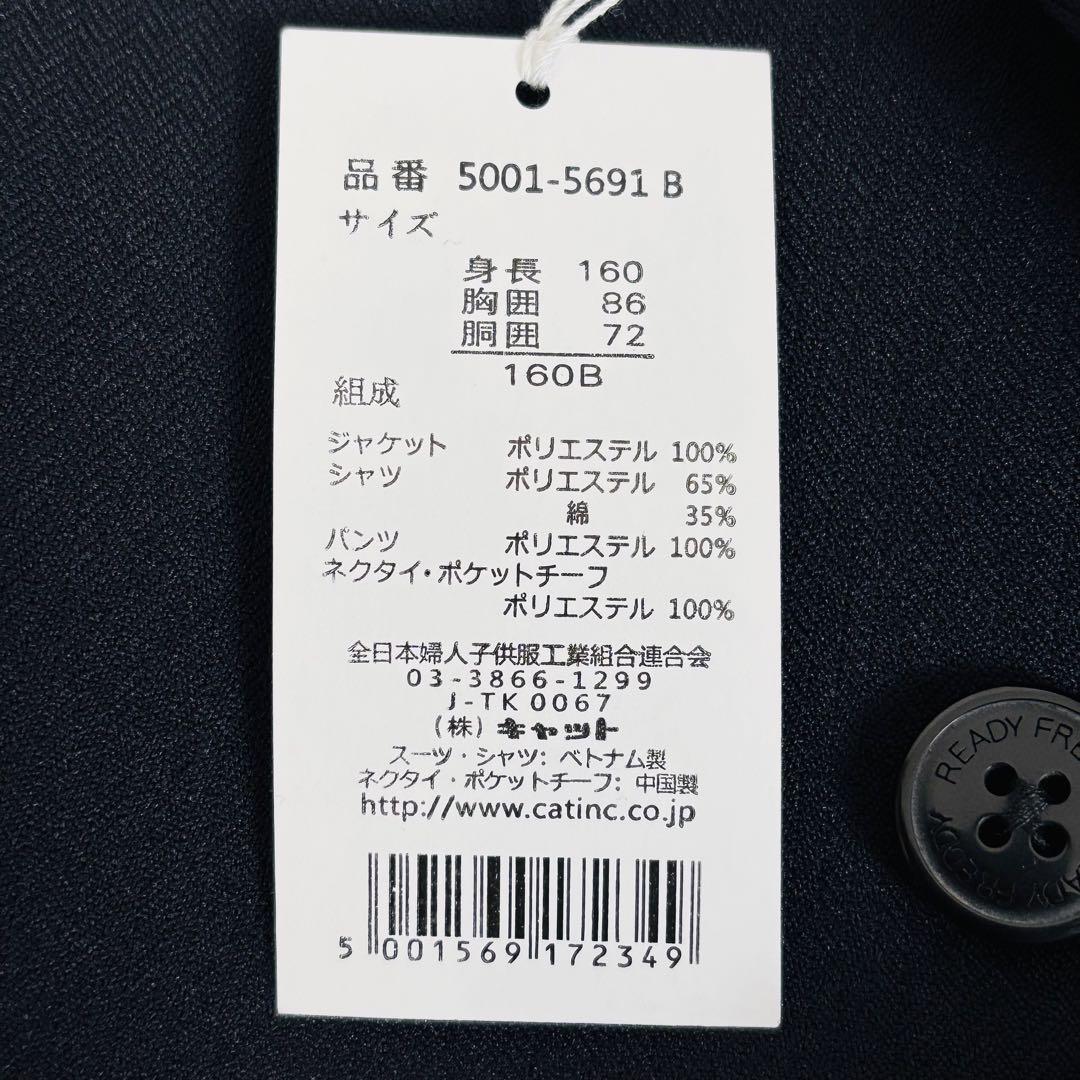 品番 5001-5691 B
サイズ
身長 160
胸囲 86
胴囲 72
160B
組成
ジャケット ポリエステル 100%
シャツ ポリエステル 65%
綿 35%
パンツ ポリエステル 100%
ネクタイ・ポケットチーフ
ポリエステル 100%
全日本婦人子供服工業組合連合会
03-3866-1299
J-TK0067
(株) キャット
スーツ・シャツ: ベトナム製
ネクタイ・ポケットチーフ: 中国製
http://www.catinc.co.jp
5 001569 172349
READY FRE
ADY FREDDY